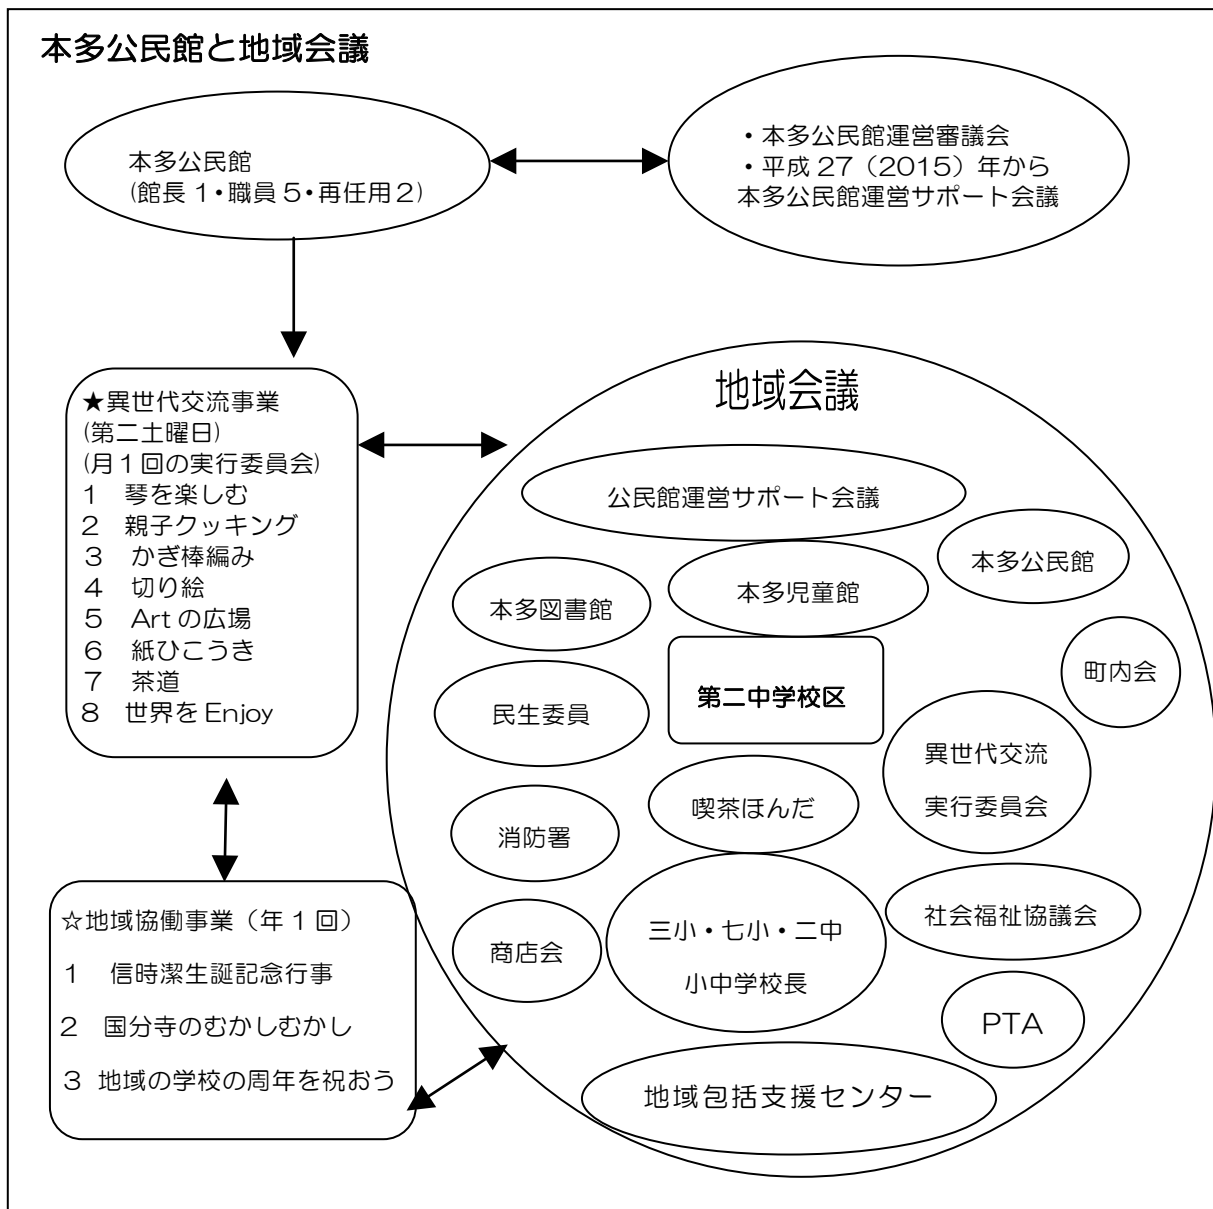 本多公民館と地域会議
本多公民館
(館長１・職員５・再任用２)
・本多公民館運営審議会
・平成 27（2015）年から
本多公民館運営サポート会議
★異世代交流事業
(第二土曜日)
(月１回の実行委員会)
１　琴を楽しむ
２　親子クッキング
３　かぎ棒編み
４　切り絵
５　Art の広場
６　紙ひこうき
７　茶道
８　世界を Enjoy
☆地域協働事業（年１回）
１　信時潔生誕記念行事
２　国分寺のむかしむかし
３ 地域の学校の周年を祝おう
地域会議
公民館運営サポート会議
本多公民館
本多図書館
本多児童館
町内会
民生委員
第二中学校区
異世代交流
実行委員会
喫茶ほんだ
消防署
三小・七小・二中
小中学校長
社会福祉協議会
商店会
PTA
地域包括支援センター